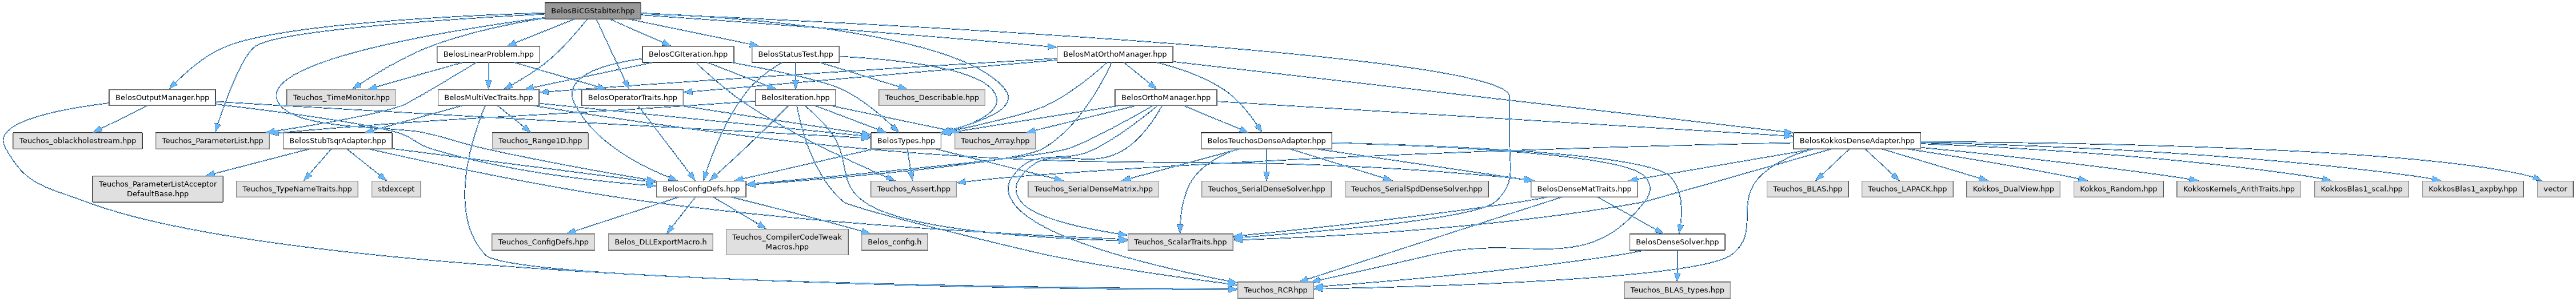 BelosBiCGStabIter.hpp
BelosLinearProblem.hpp
BelosCGIteration.hpp
BelosStatusTest.hpp
BelosMatOrthoManager.hpp
BelosOutputManager.hpp
Teuchos_TimeMonitor.hpp
BelosMultiVecTraits.hpp
BelosOperatorTraits.hpp
BelosIteration.hpp
Teuchos_Describable.hpp
BelosOrthoManager.hpp
Teuchos_oblackholestream.hpp
Teuchos_ParameterList.hpp
BelosStubTsqrAdapter.hpp
Teuchos_Range1D.hpp
BelosTypes.hpp
Teuchos_Array.hpp
BelosTeuchosDenseAdapter.hpp
BelosKokkosDenseAdapter.hpp
Teuchos_ParameterListAcceptor
DefaultBase.hpp
Teuchos_TypeNameTraits.hpp
stdexcept
BelosConfigDefs.hpp
Teuchos_Assert.hpp
Teuchos_SerialDenseMatrix.hpp
Teuchos_SerialDenseSolver.hpp
Teuchos_SerialSpdDenseSolver.hpp
BelosDenseMatTraits.hpp
Teuchos_BLAS.hpp
Teuchos_LAPACK.hpp
Kokkos_DualView.hpp
Kokkos_Random.hpp
KokkosKernels_ArithTraits.hpp
KokkosBlas1_scal.hpp
KokkosBlas1_axpby.hpp
vector
Teuchos_ConfigDefs.hpp
Belos_DLLExportMacro.h
Teuchos_CompilerCodeTweak
Macros.hpp
Belos_config.h
Teuchos_ScalarTraits.hpp
BelosDenseSolver.hpp
Teuchos_RCP.hpp
Teuchos_BLAS_types.hpp